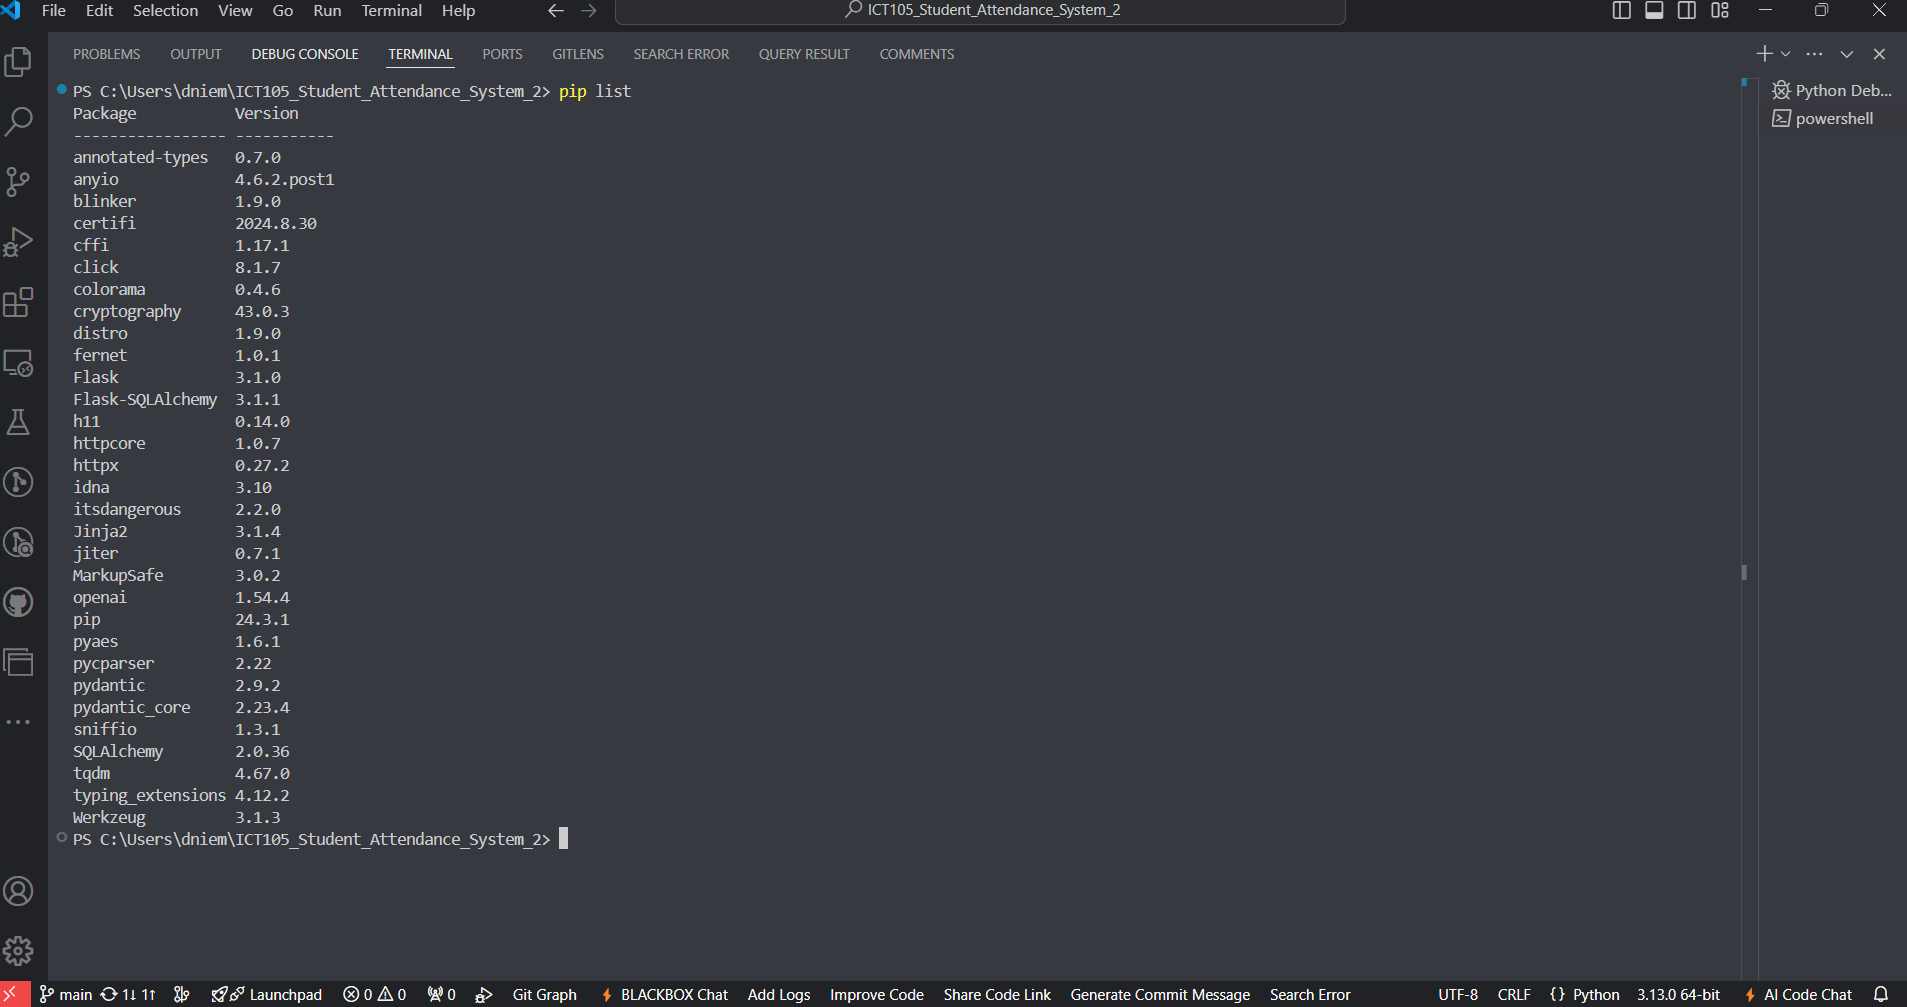 File Edit Selection View Go Run Terminal Help
ICT105_Student_Attendance_System_2
PROBLEMS OUTPUT DEBUG CONSOLE TERMINAL PORTS GITLENS SEARCH ERROR QUERY RESULT COMMENTS
PS C:\Users\dniem\ICT105_Student_Attendance_System_2> pip list
Package Version
----------------- -----------
annotated-types 0.7.0
anyio 4.6.2.post1
blinker 1.9.0
certifi 2024.8.30
cffi 1.17.1
click 8.1.7
colorama 0.4.6
cryptography 43.0.3
distro 1.9.0
fernet 1.0.1
Flask 3.1.0
Flask-SQLAlchemy 3.1.1
h11 0.14.0
httpcore 1.0.7
httpx 0.27.2
idna 3.10
itsdangerous 2.2.0
Jinja2 3.1.4
jiter 0.7.1
MarkupSafe 3.0.2
openai 1.54.4
pip 24.3.1
pyaes 1.6.1
pycparser 2.22
pydantic 2.9.2
pydantic_core 2.23.4
sniffio 1.3.1
SQLAlchemy 2.0.36
tqdm 4.67.0
typing_extensions 4.12.2
Werkzeug 3.1.3
PS C:\Users\dniem\ICT105_Student_Attendance_System_2>
Python Deb...
powershell
main 1↓ 1↑ Launchpad 0 0 0 Git Graph BLACKBOX Chat Add Logs Improve Code Share Code Link Generate Commit Message Search Error UTF-8 CRLF {} Python 3.13.0 64-bit AI Code Chat